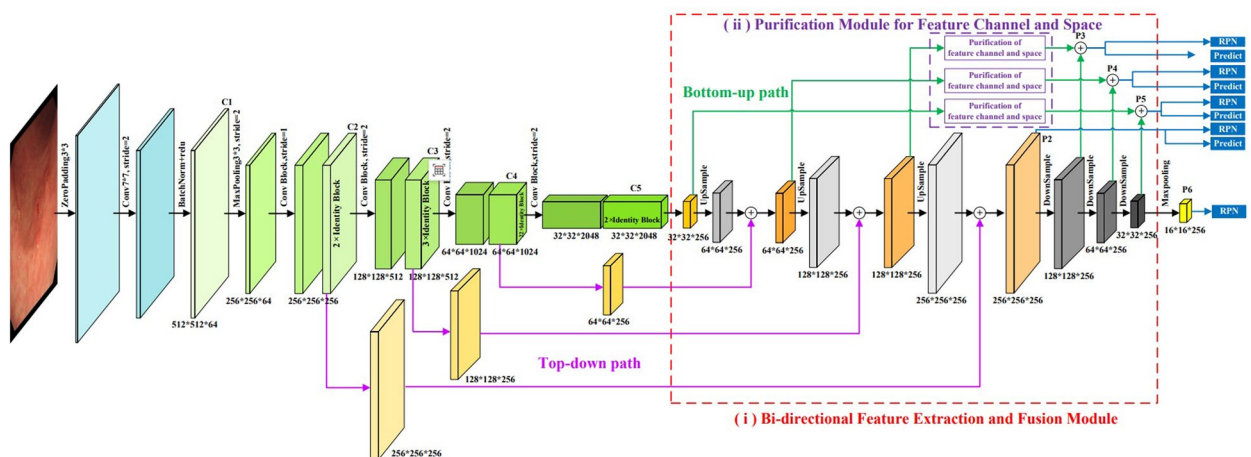 ( ii ) Purification Module for Feature Channel and Space
Purification of
feature channel and space
P3
RPN
Predict
Purification of
feature channel and space
P4
RPN
Predict
Purification of
feature channel and space
P5
RPN
Predict
RPN
Predict
Bottom-up path
ZeroPadding3*3
Conv7*7, stride=2
BatchNorm+relu
C1
MaxPooling3*3, stride=2
Conv Block,stride=1
C2
2×Identity Block
Conv Block, stride=2
C3
3×Identity Block
stride=2
C4
Identity Block
Conv Block,stride=2
C5
2×Identity Block
UpSample
UpSample
UpSample
P2
DownSample
DownSample
DownSample
Maxpooling
P6
RPN
512*512*64
256*256*64
256*256*256
128*128*512
128*128*512
64*64*1024
64*64*1024
32*32*2048
32*32*2048
32*32*256
64*64*256
64*64*256
128*128*256
128*128*256
256*256*256
256*256*256
128*128*256
64*64*256
32*32*256
16*16*256
64*64*256
128*128*256
256*256*256
Top-down path
( i ) Bi-directional Feature Extraction and Fusion Module